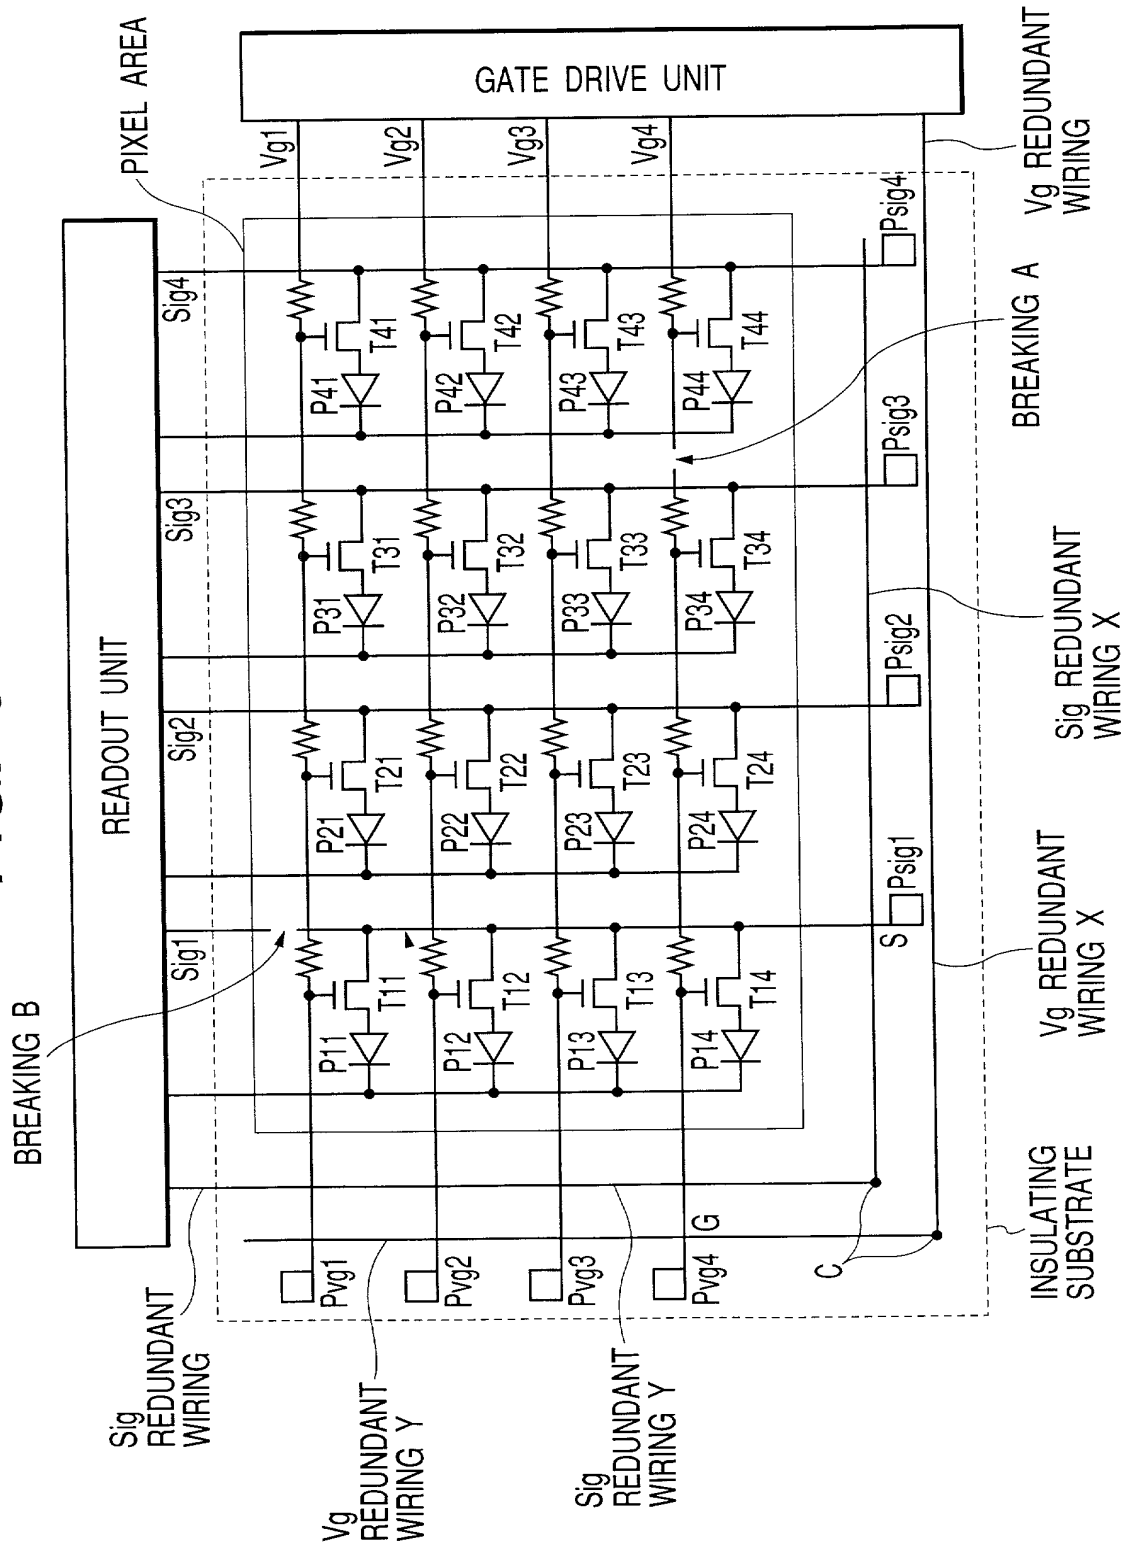 BREAKING B
READOUT UNIT
PIXEL AREA
Sig1
Sig2
Sig3
Sig4
GATE DRIVE UNIT
Vg1
Vg2
Vg3
Vg4
Sig
REDUNDANT
WIRING
Vg
REDUNDANT
WIRING Y
Sig
REDUNDANT
WIRING Y
Pvg1
P11
T11
P21
T21
P31
T31
P41
T41
Pvg2
P12
T12
P22
T22
P32
T32
P42
T42
Pvg3
P13
T13
P23
T23
P33
T33
P43
T43
Pvg4
G
P14
T14
P24
T24
P34
T34
P44
T44
C
S
Psig1
Psig2
Psig3
Psig4
INSULATING
SUBSTRATE
Vg REDUNDANT
WIRING X
Sig REDUNDANT
WIRING X
BREAKING A
Vg REDUNDANT
WIRING